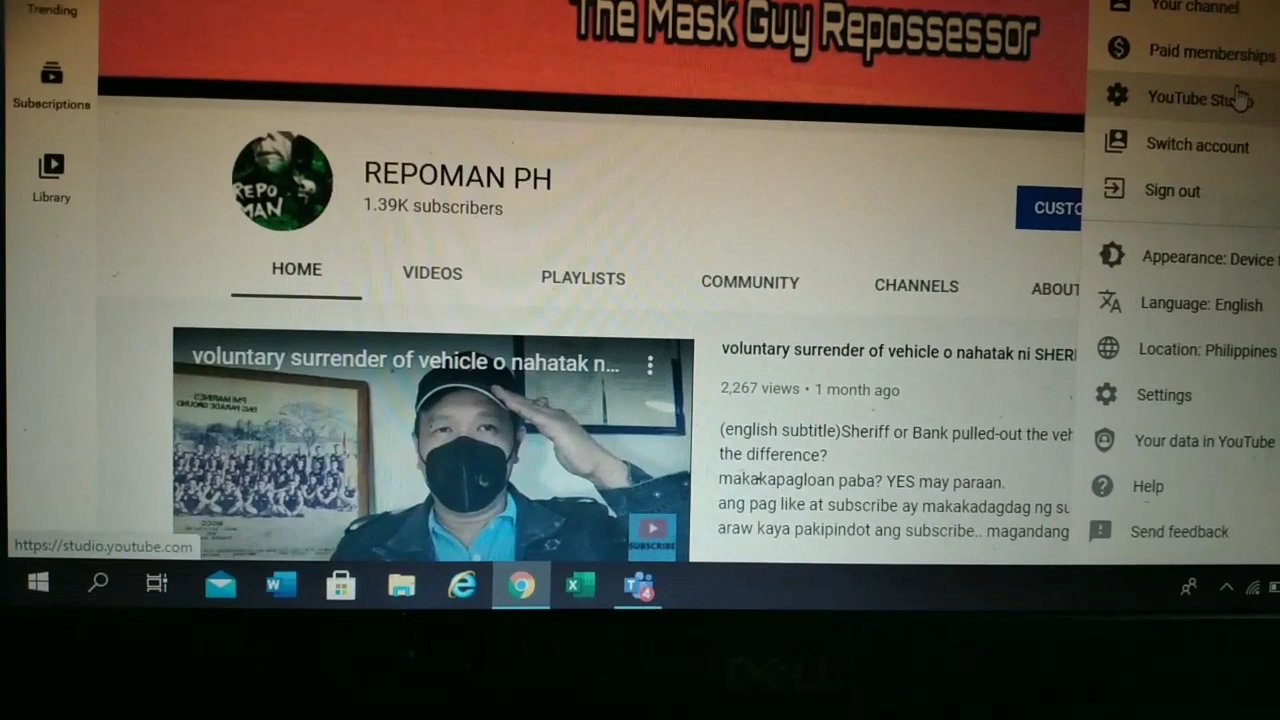 The Mask Guy Repossessor
Trending
Subscriptions
Library
REPO
MAN
REPOMAN PH
1.39K subscribers
CUSTO
HOME
VIDEOS
PLAYLISTS
COMMUNITY
CHANNELS
ABOUT
voluntary surrender of vehicle o nahatak n...
SUBSCRIBE
voluntary surrender of vehicle o nahatak ni SHERI
2,267 views • 1 month ago
(english subtitle)Sheriff or Bank pulled-out the veh
the difference?
makakapagloan paba? YES may paraan.
ang pag like at subscribe ay makakadagdag ng su
araw kaya pakipindot ang subscribe.. magandang
Your channel
Paid memberships
YouTube Stu
Switch account
Sign out
Appearance: Device
Language: English
Location: Philippines
Settings
Your data in YouTube
Help
Send feedback
https://studio.youtube.com
4
DELL